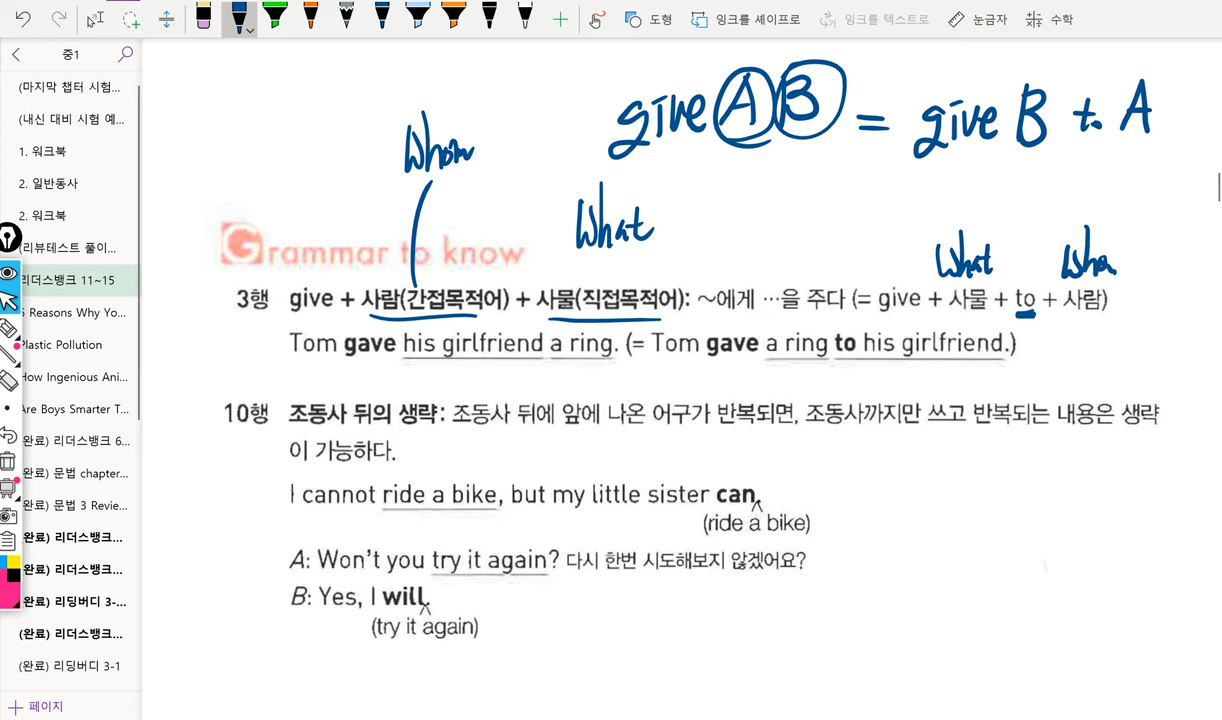 도형
잉크를 셰이프로
잉크를 텍스트로
눈금자
수학
중1
(마지막 챕터 시험...
(내신 대비 시험 예...
1. 워크북
2. 일반동사
2. 워크북
(리뷰테스트 풀이...
리더스뱅크 11~15
Reasons Why Yo...
Plastic Pollution
How Ingenious Ani...
Are Boys Smarter T...
완료) 리더스뱅크 6...
완료) 문법 chapter...
완료) 문법 3 Revie...
완료) 리더스뱅크...
완료) 리더스뱅크...
완료) 리딩버디 3-...
(완료) 리더스뱅크...
(완료) 리딩버디 3-1
페이지
give A B = give B to A
Whom
What
What
Grammar to know
3행 give + 사람(간접목적어) + 사물(직접목적어): ~에게 …을 주다 (= give + 사물 + to + 사람)
Tom gave his girlfriend a ring. (= Tom gave a ring to his girlfriend.)
10행 조동사 뒤의 생략: 조동사 뒤에 앞에 나온 어구가 반복되면, 조동사까지만 쓰고 반복되는 내용은 생략
이 가능하다.
I cannot ride a bike, but my little sister can.
(ride a bike)
A: Won't you try it again? 다시 한번 시도해보지 않겠어요?
B: Yes, I will.
(try it again)